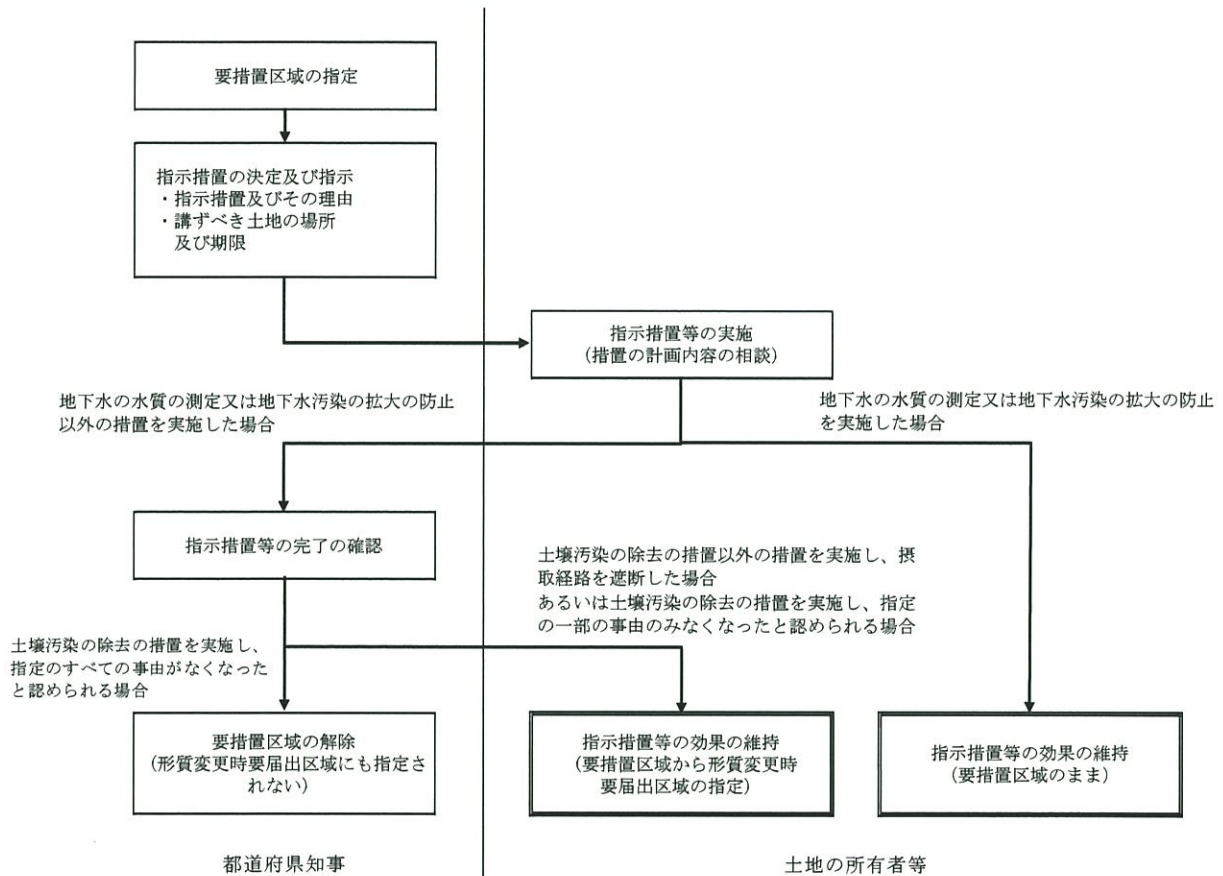 要措置区域の指定
指示措置の決定及び指示
・指示措置及びその理由
・講ずべき土地の場所
及び期限
指示措置等の実施
(措置の計画内容の相談)
地下水の水質の測定又は地下水汚染の拡大の防止
以外の措置を実施した場合
地下水の水質の測定又は地下水汚染の拡大の防止
を実施した場合
指示措置等の完了の確認
土壌汚染の除去の措置以外の措置を実施し、摂
取経路を遮断した場合
あるいは土壌汚染の除去の措置を実施し、指定
の一部の事由のみなくなったと認められる場合
土壌汚染の除去の措置を実施し、
指定のすべての事由がなくなった
と認められる場合
要措置区域の解除
(形質変更時要届出区域にも指定さ
れない)
指示措置等の効果の維持
(要措置区域から形質変更時
要届出区域の指定)
指示措置等の効果の維持
(要措置区域のまま)
都道府県知事
土地の所有者等